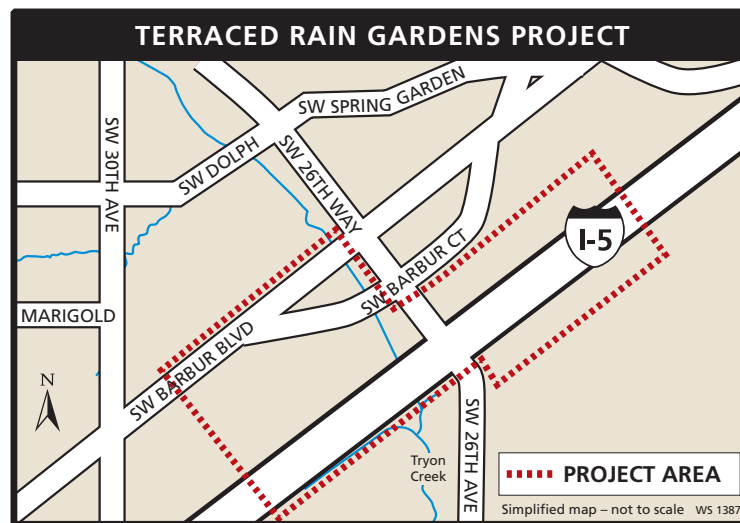 TERRACED RAIN GARDENS PROJECT
SW SPRING GARDEN
SW 30TH AVE
SW DOLPH
SW 26TH WAY
I-5
SW BARBUR CT
MARIGOLD
SW BARBUR BLVD
N
SW 26TH AVE
Tryon
Creek
PROJECT AREA
Simplified map – not to scale WS 1387